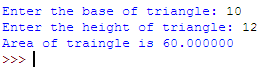 Enter the base of triangle: 10
Enter the height of triangle: 12
Area of traingle is 60.000000
>>>